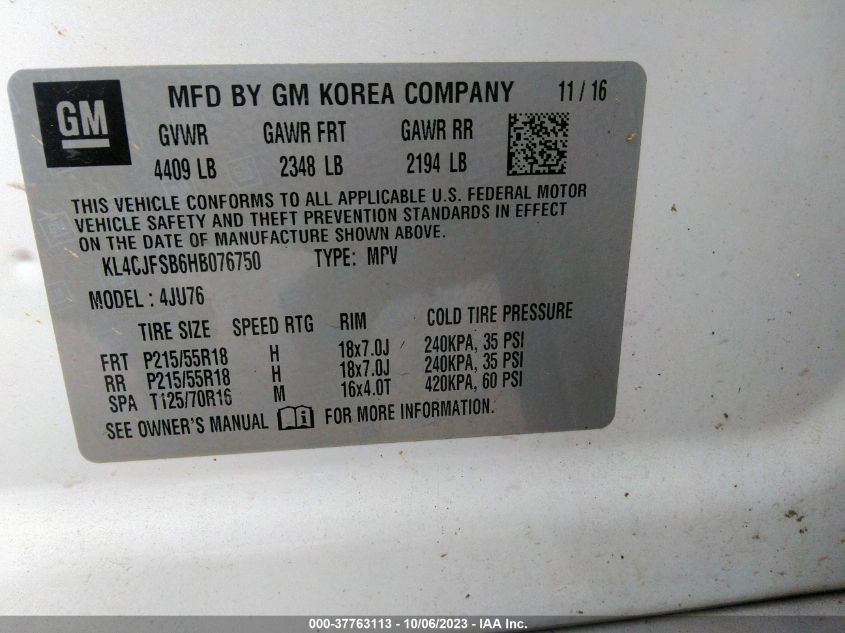 GM
MFD BY GM KOREA COMPANY 11 / 16
GVWR GAWR FRT GAWR RR
4409 LB 2348 LB 2194 LB
THIS VEHICLE CONFORMS TO ALL APPLICABLE U.S. FEDERAL MOTOR
VEHICLE SAFETY AND THEFT PREVENTION STANDARDS IN EFFECT
ON THE DATE OF MANUFACTURE SHOWN ABOVE.
KL4CJFSB6HB076750 TYPE: MPV
MODEL : 4JU76
TIRE SIZE SPEED RTG RIM COLD TIRE PRESSURE
FRT P215/55R18 H 18x7.0J 240KPA, 35 PSI
RR P215/55R18 H 18x7.0J 240KPA, 35 PSI
SPA T125/70R16 M 16x4.0T 420KPA, 60 PSI
SEE OWNER'S MANUAL i FOR MORE INFORMATION.
000-37763113 - 10/06/2023 - IAA Inc.